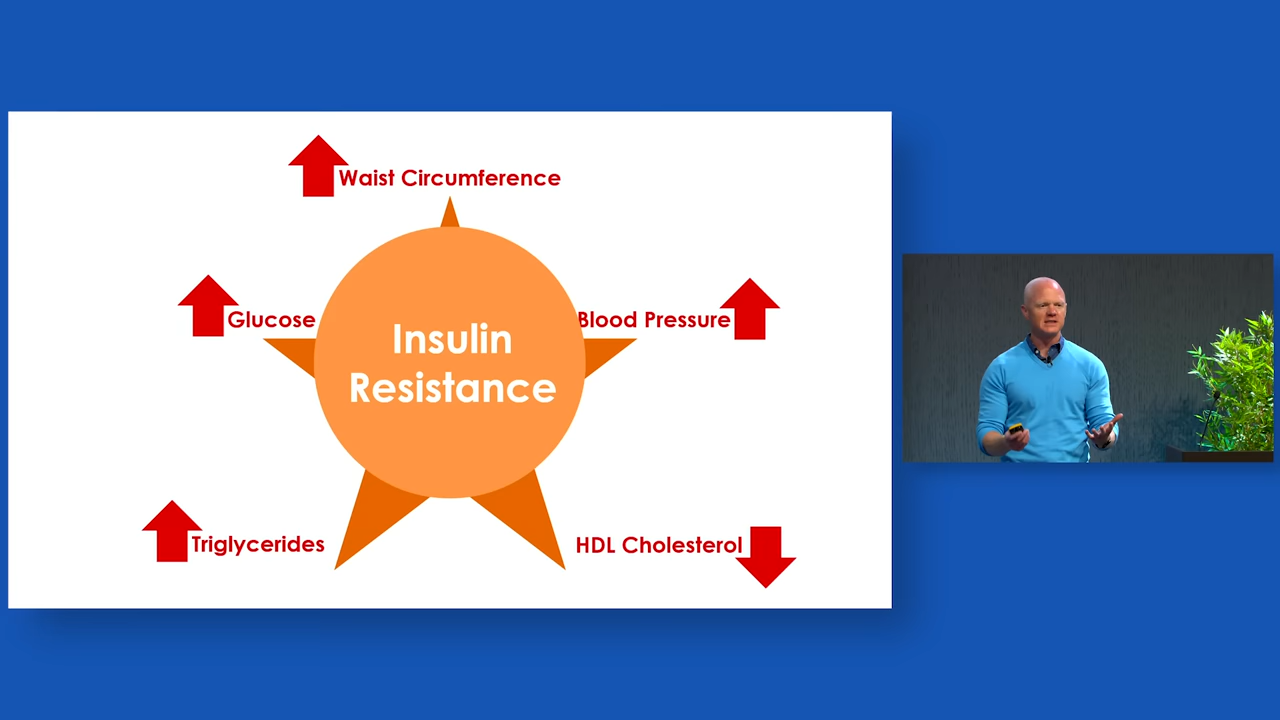 Waist Circumference
Glucose
Blood Pressure
Insulin
Resistance
Triglycerides
HDL Cholesterol